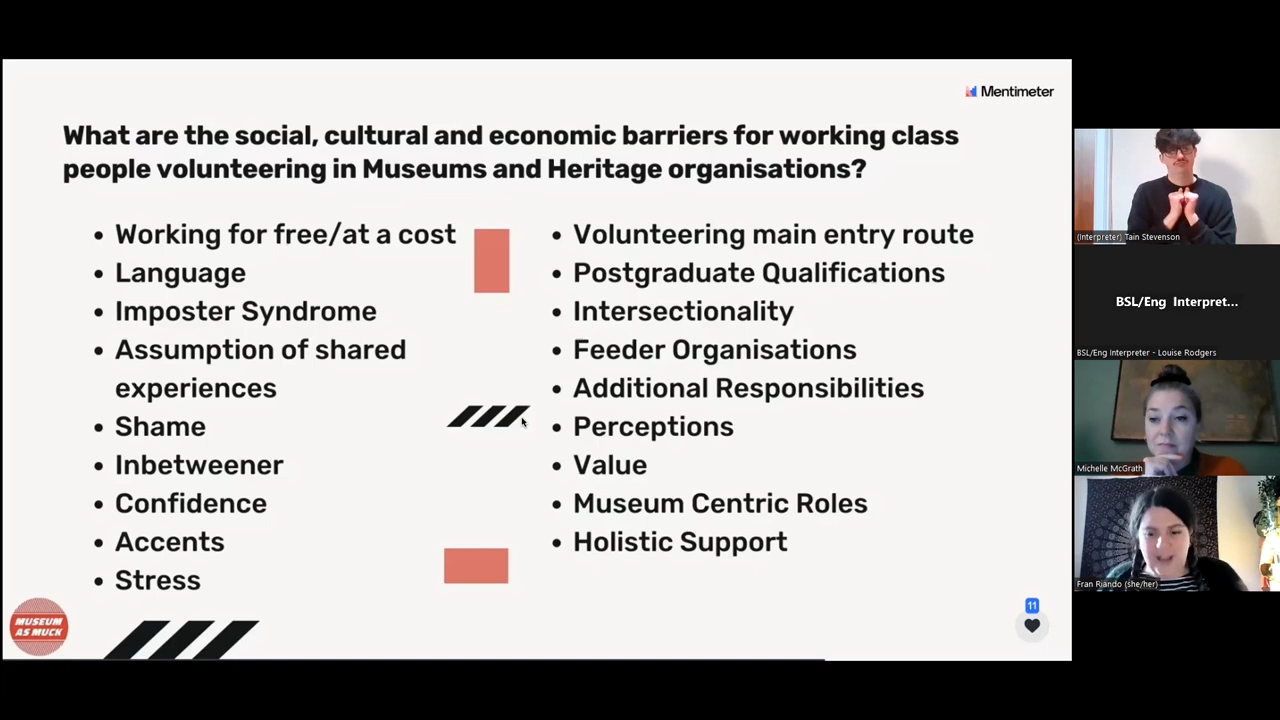 Mentimeter
What are the social, cultural and economic barriers for working class
people volunteering in Museums and Heritage organisations?
• Working for free/at a cost
• Language
• Imposter Syndrome
• Assumption of shared
experiences
• Shame
• Inbetweener
• Confidence
• Accents
• Stress
• Volunteering main entry route
• Postgraduate Qualifications
• Intersectionality
• Feeder Organisations
• Additional Responsibilities
• Perceptions
• Value
• Museum Centric Roles
• Holistic Support
MUSEUM
AS MUCK
11
(Interpreter) Tain Stevenson
BSL/Eng Interpret...
BSL/Eng Interpreter - Louise Rodgers
Michelle McGrath
Fran Riando (she/her)